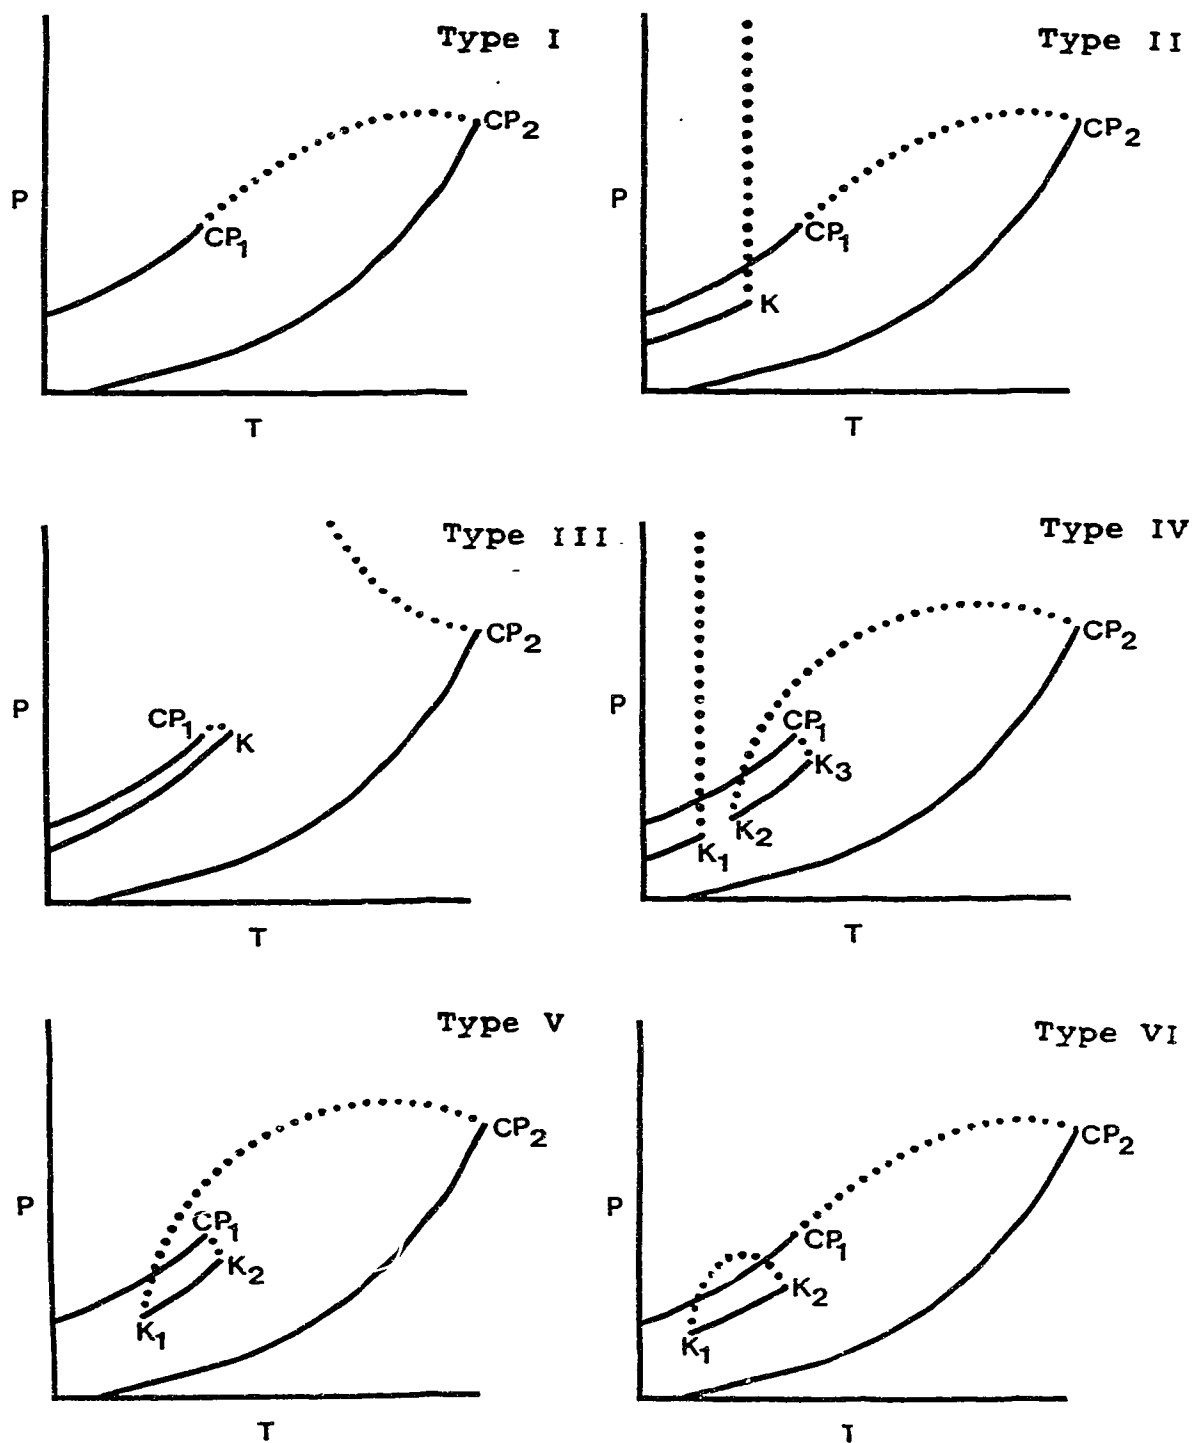 Type I
CP2
P
CP1
T
Type II
CP2
P
CP1
K
T
Type III
CP2
P
CP1
K
T
Type IV
CP2
P
CP1
K3
K2
K1
T
Type V
CP2
P
CP1
K2
K1
T
Type VI
CP2
P
CP1
K2
K1
T